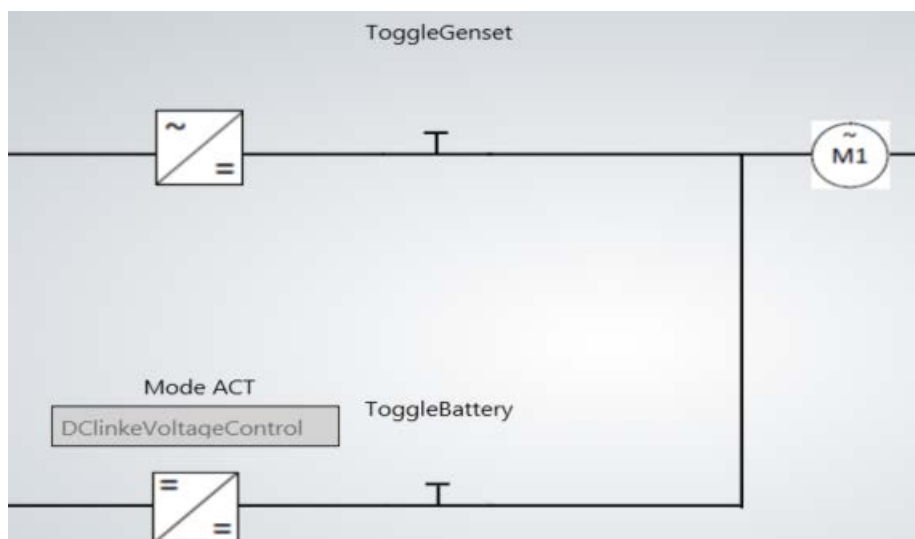 ToggleGenset
~
=
~
M1
Mode ACT
DClinkeVoltageControl
ToggleBattery
=
=